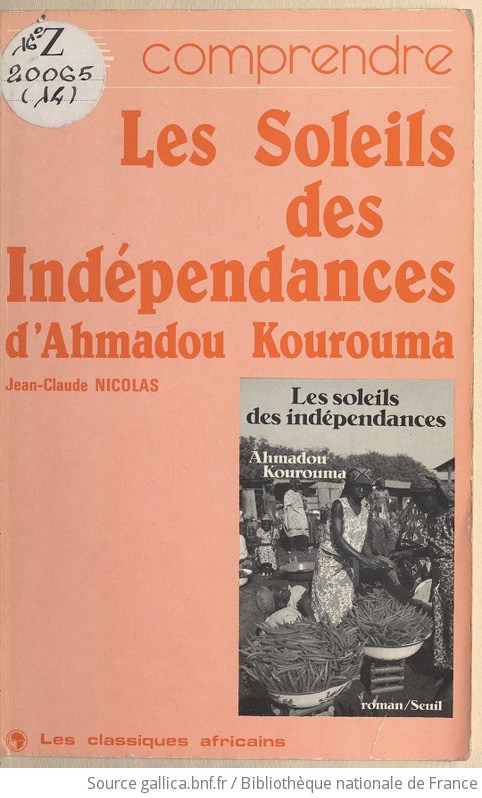 16° Z
20065
(14)
comprendre
Les Soleils
des
Indépendances
d'Ahmadou Kourouma
Jean-Claude NICOLAS
Les soleils
des indépendances
Ahmadou
Kourouma
roman/Seuil
Les classiques africains
Source gallica.bnf.fr / Bibliothèque nationale de France